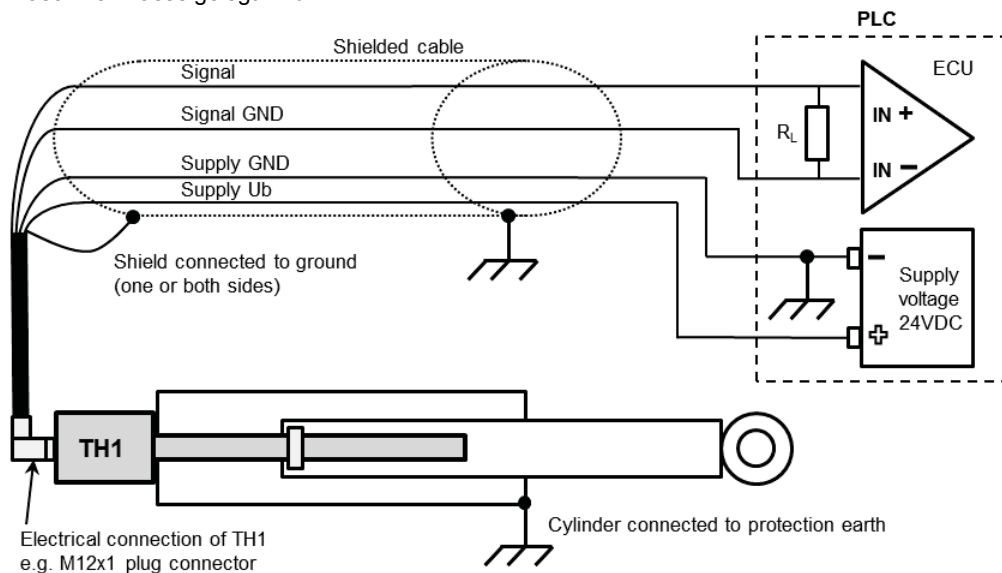 PLC
Shielded cable
ECU
Signal
IN +
Signal GND
RL
IN −
Supply GND
Supply Ub
Shield connected to ground
(one or both sides)
−
Supply
voltage
24VDC
+
TH1
Cylinder connected to protection earth
Electrical connection of TH1
e.g. M12x1 plug connector